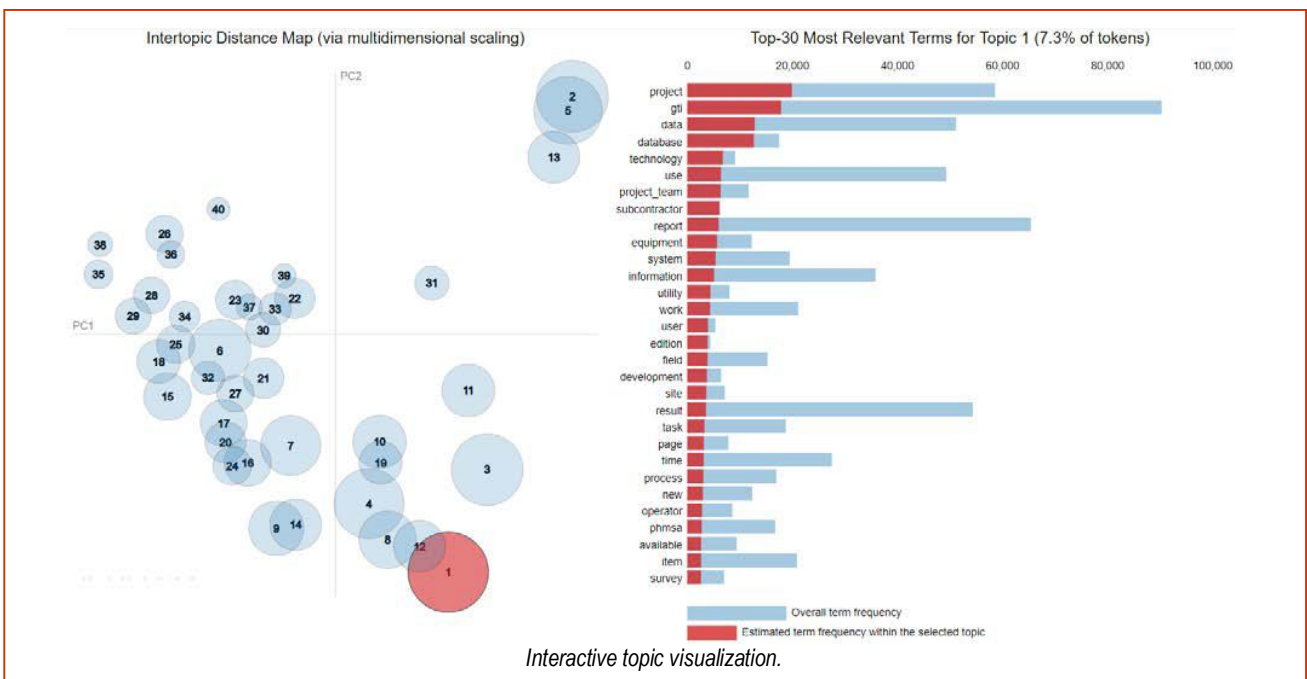 Intertopic Distance Map (via multidimensional scaling)
PC2
PC1
2
5
13
40
26
38
36
35
31
39
28
23
22
37
33
29
34
30
25
6
18
32
21
11
27
15
17
10
20
7
19
24
16
3
4
9
14
8
12
1
Top-30 Most Relevant Terms for Topic 1 (7.3% of tokens)
0 20,000 40,000 60,000 80,000 100,000
project
gti
data
database
technology
use
project_team
subcontractor
report
equipment
system
information
utility
work
user
edition
field
development
site
result
task
page
time
process
new
operator
phmsa
available
item
survey
Overall term frequency
Estimated term frequency within the selected topic
Interactive topic visualization.